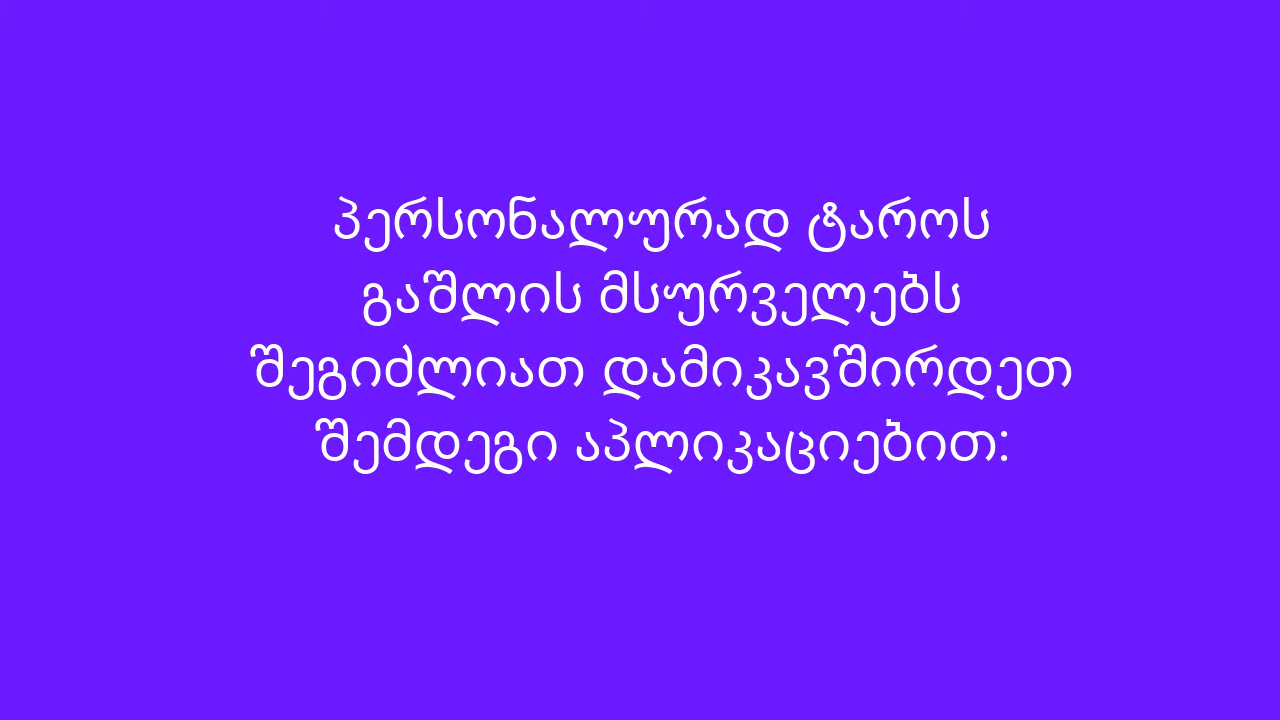 პერსონალურად ტაროს
გაშლის მსურველებს
შეგიძლიათ დამიკავშირდეთ
შემდეგი აპლიკაციებით: